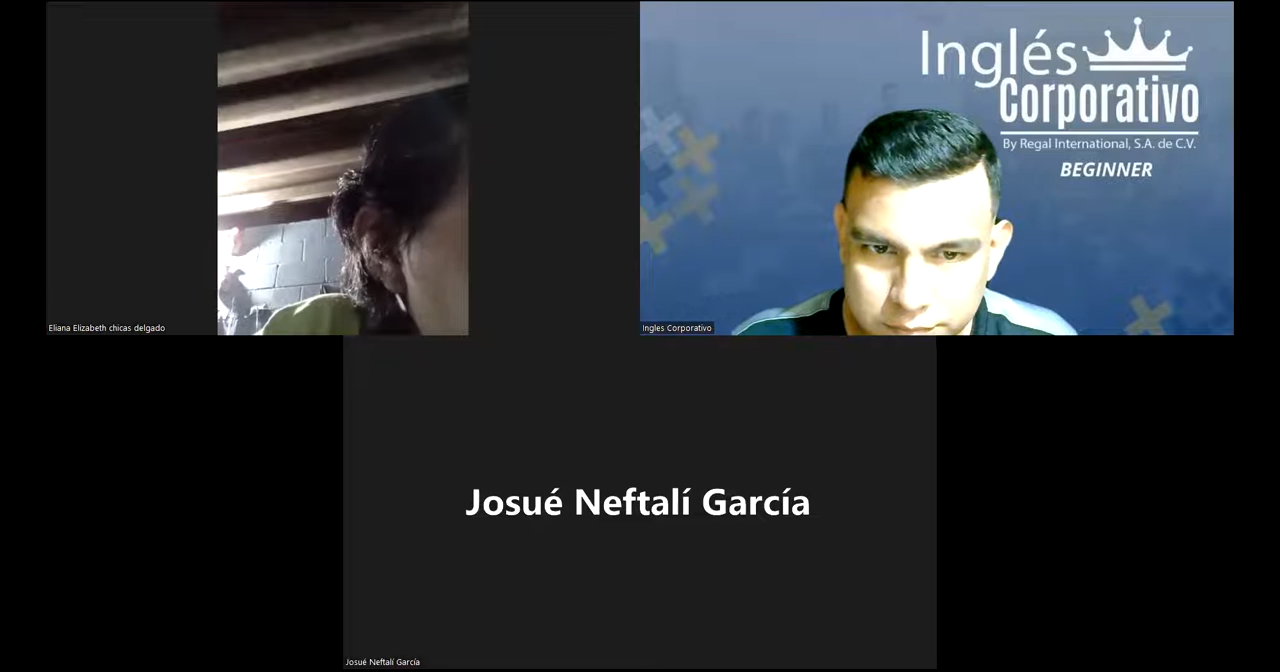 Inglés
Corporativo
By Regal International, S.A. de C.V.
BEGINNER
Eliana Elizabeth chicas delgado
Ingles Corporativo
Josué Neftalí García
Josué Neftalí García